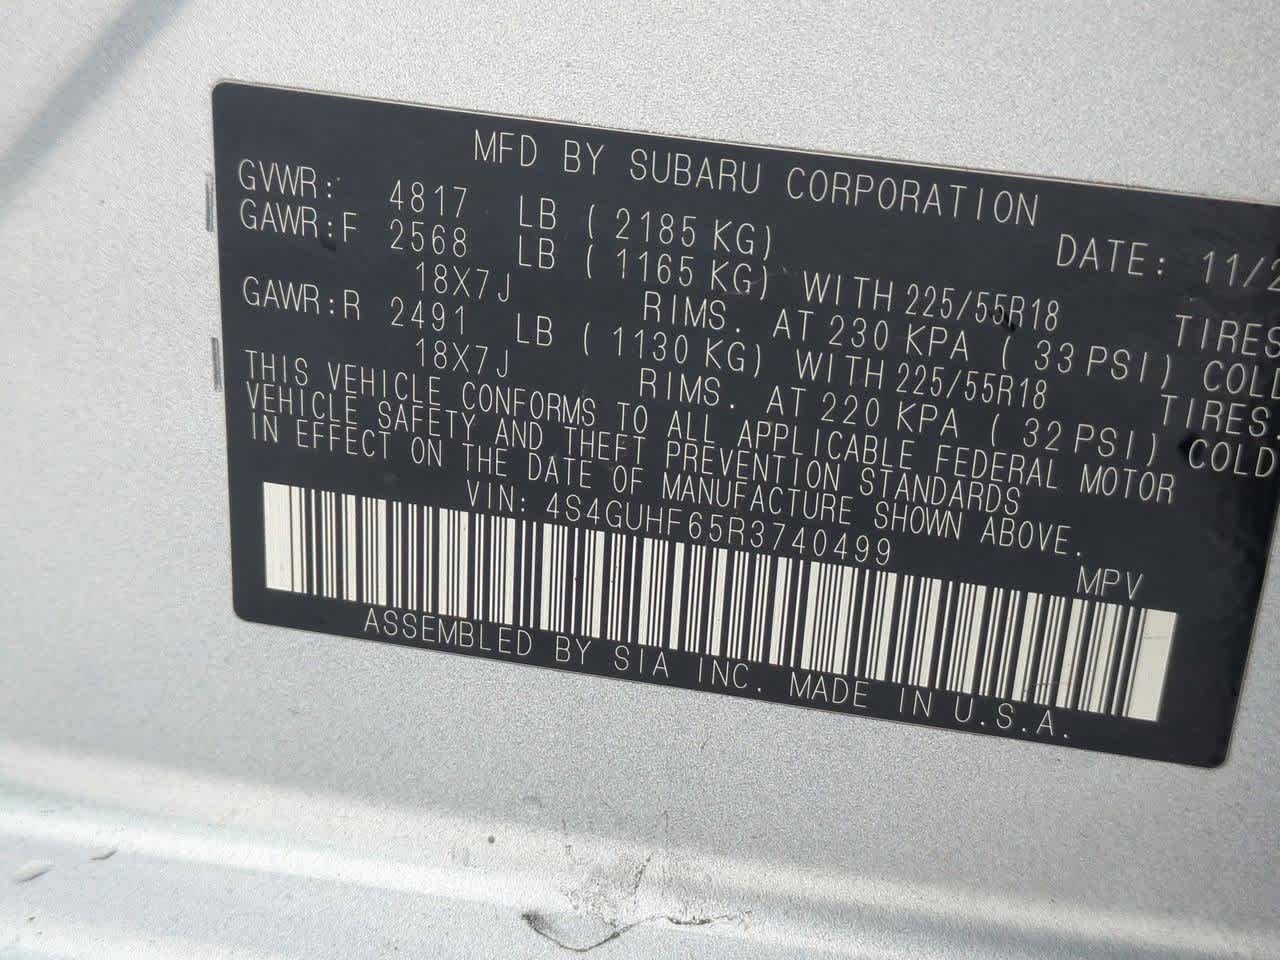 MFD BY SUBARU CORPORATION
DATE: 11/2
GVWR: 4817 LB ( 2185 KG)
GAWR:F 2568 LB ( 1165 KG) WITH 225/55R18 TIRES
18X7J RIMS. AT 230 KPA ( 33 PSI) COLD
GAWR:R 2491 LB ( 1130 KG) WITH 225/55R18 TIRES
18X7J RIMS. AT 220 KPA ( 32 PSI) COLD
THIS VEHICLE CONFORMS TO ALL APPLICABLE FEDERAL MOTOR
VEHICLE SAFETY AND THEFT PREVENTION STANDARDS
IN EFFECT ON THE DATE OF MANUFACTURE SHOWN ABOVE.
VIN: 4S4GUHF65R3740499
MPV
ASSEMBLED BY SIA INC. MADE IN U.S.A.